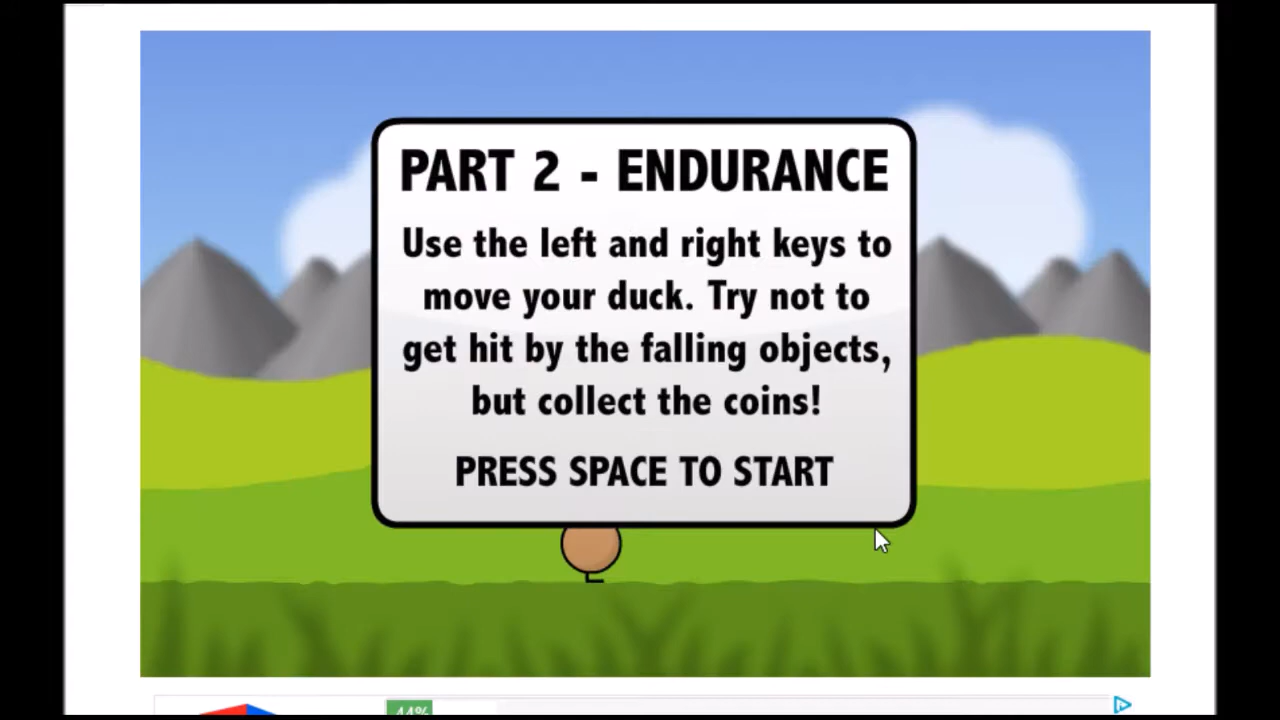 PART 2 - ENDURANCE
Use the left and right keys to
move your duck. Try not to
get hit by the falling objects,
but collect the coins!
PRESS SPACE TO START
44%